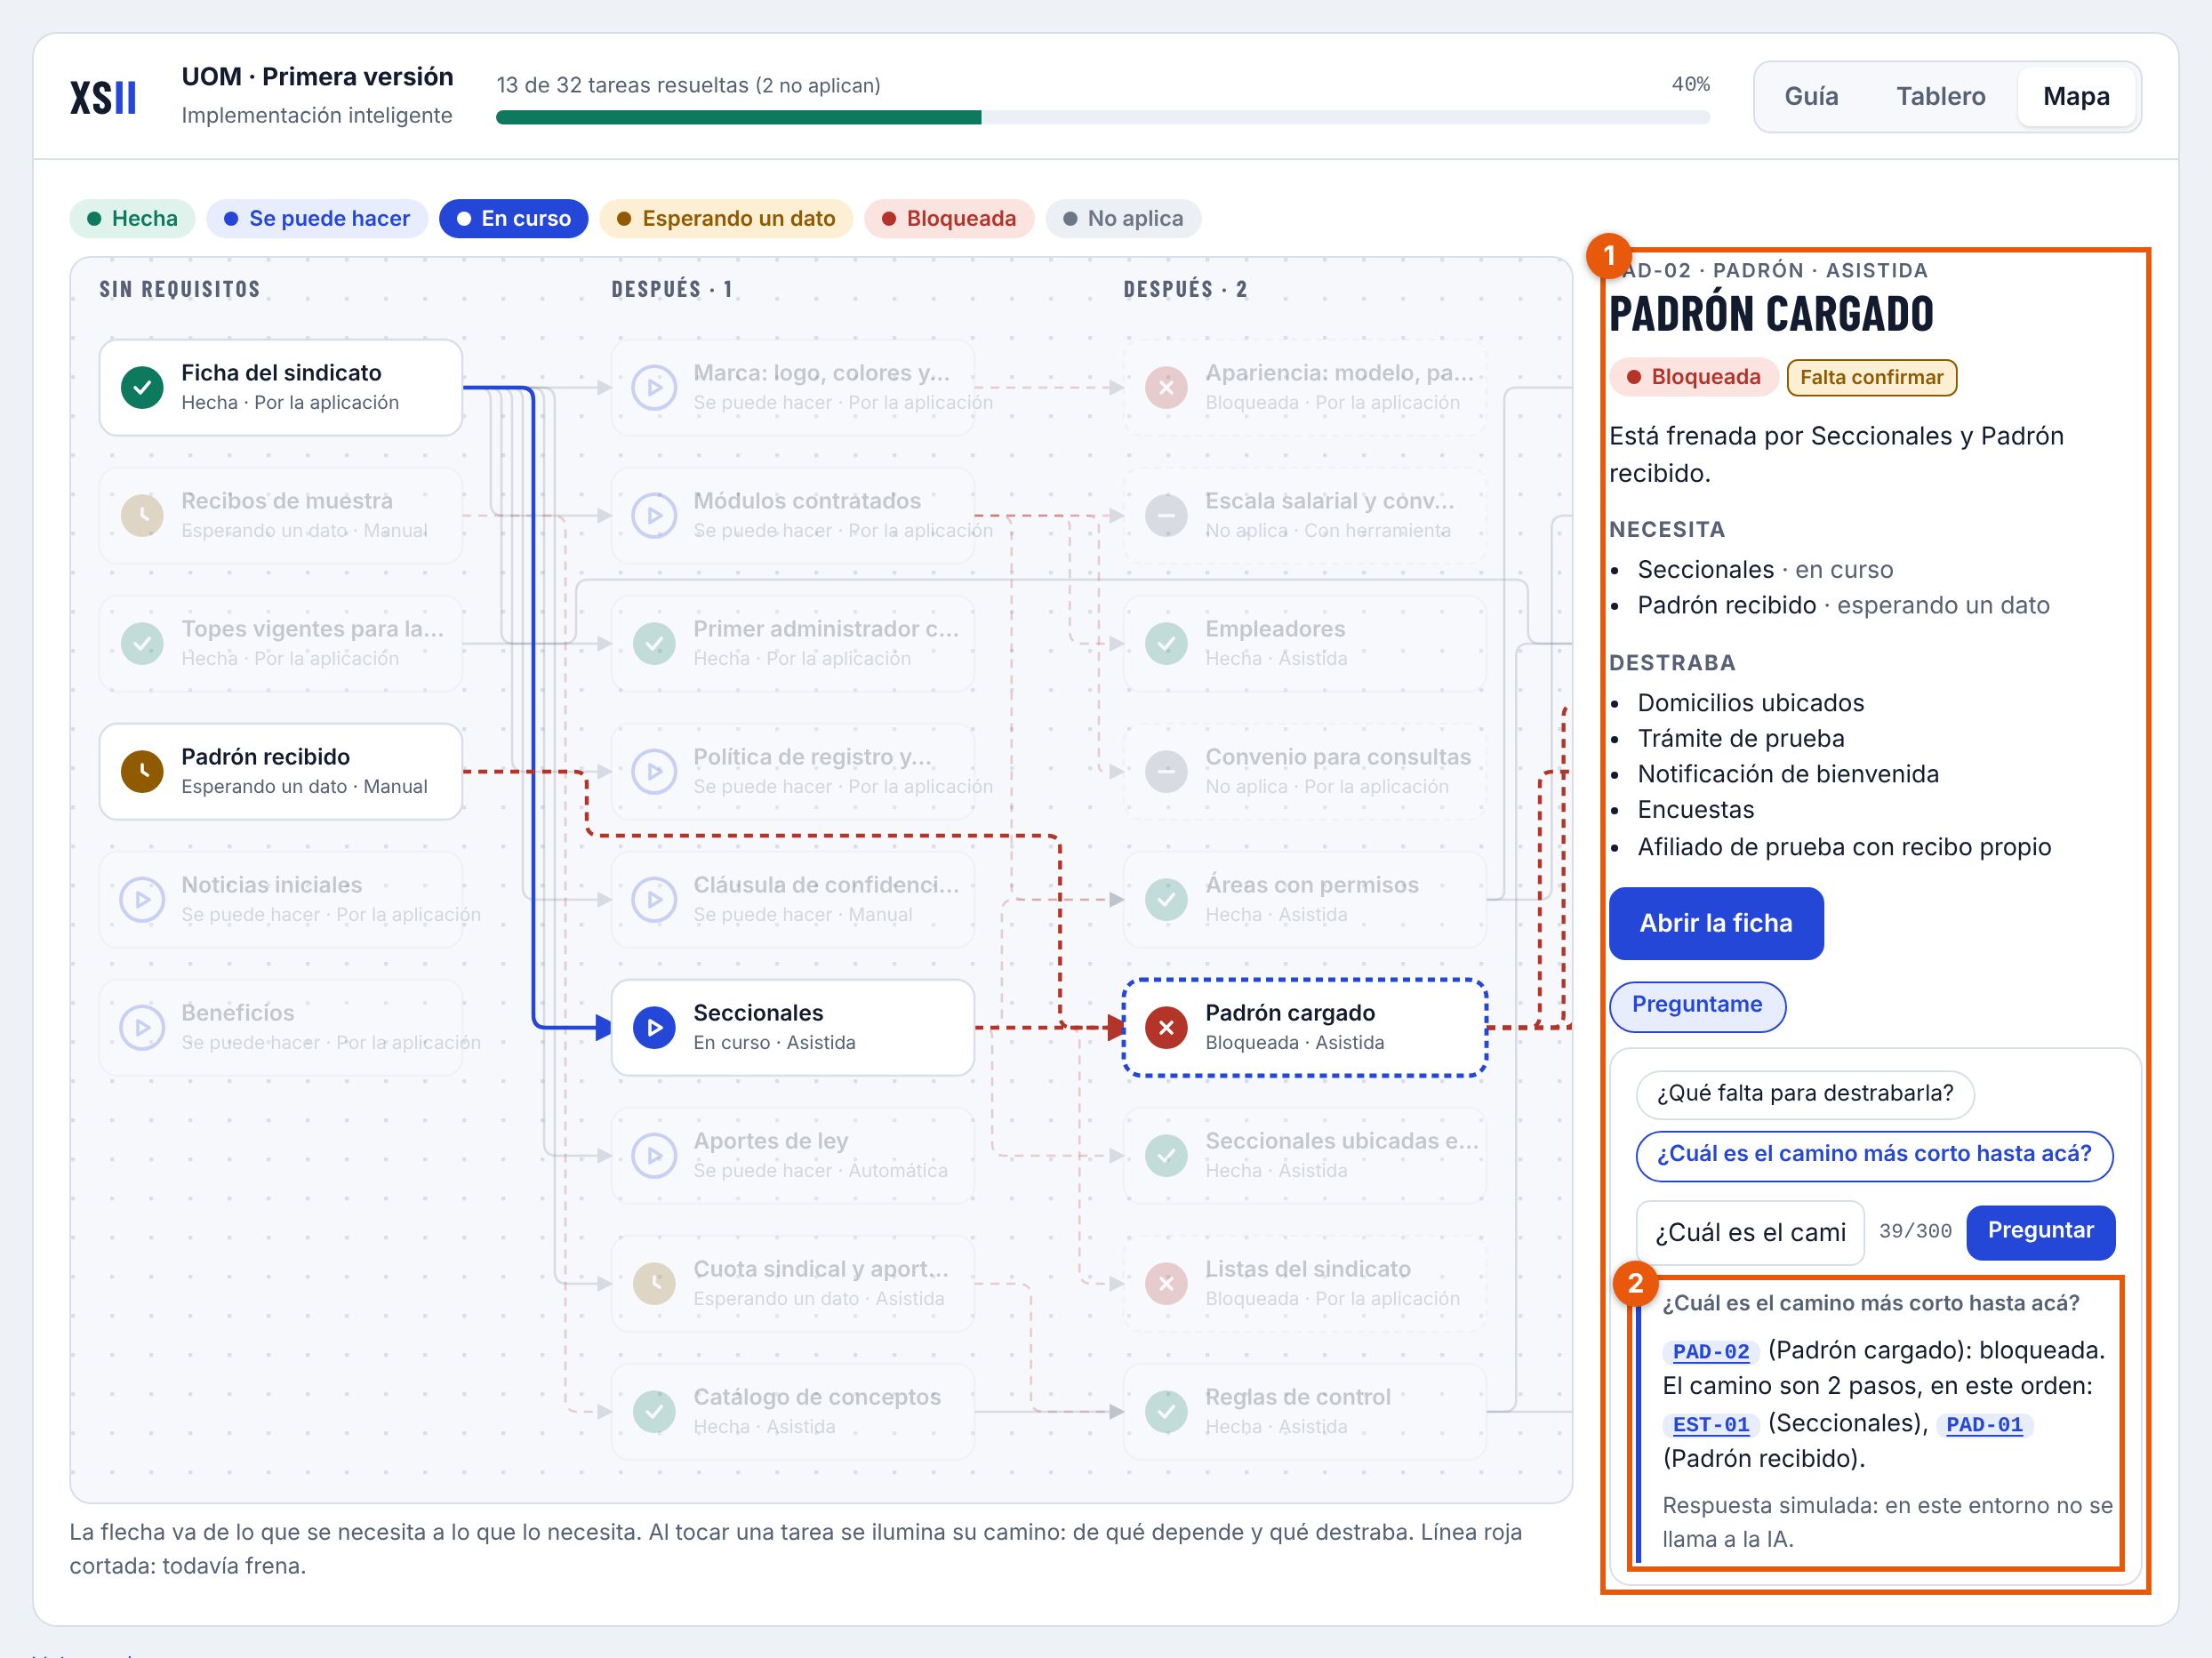 XSII
UOM · Primera versión
Implementación inteligente
13 de 32 tareas resueltas (2 no aplican)
40%
Guía
Tablero
Mapa
Hecha
Se puede hacer
En curso
Esperando un dato
Bloqueada
No aplica
SIN REQUISITOS
Ficha del sindicato
Hecha · Por la aplicación
Recibos de muestra
Esperando un dato · Manual
Topes vigentes para la...
Hecha · Por la aplicación
Padrón recibido
Esperando un dato · Manual
Noticias iniciales
Se puede hacer · Por la aplicación
Beneficios
Se puede hacer · Por la aplicación
DESPUÉS · 1
Marca: logo, colores y...
Se puede hacer · Por la aplicación
Módulos contratados
Se puede hacer · Por la aplicación
Primer administrador c...
Hecha · Por la aplicación
Política de registro y...
Se puede hacer · Por la aplicación
Cláusula de confidenci...
Se puede hacer · Manual
Seccionales
En curso · Asistida
Aportes de ley
Se puede hacer · Automática
Cuota sindical y aport...
Esperando un dato · Asistida
Catálogo de conceptos
Hecha · Asistida
DESPUÉS · 2
Apariencia: modelo, pa...
Bloqueada · Por la aplicación
Escala salarial y conv...
No aplica · Con herramienta
Empleadores
Hecha · Asistida
Convenio para consultas
No aplica · Por la aplicación
Áreas con permisos
Hecha · Asistida
Padrón cargado
Bloqueada · Asistida
Seccionales ubicadas e...
Hecha · Asistida
Listas del sindicato
Bloqueada · Por la aplicación
Reglas de control
Hecha · Asistida
La flecha va de lo que se necesita a lo que lo necesita. Al tocar una tarea se ilumina su camino: de qué depende y qué destraba. Línea roja
cortada: todavía frena.
1
AD-02 · PADRÓN · ASISTIDA
PADRÓN CARGADO
Bloqueada
Falta confirmar
Está frenada por Seccionales y Padrón
recibido.
NECESITA
• Seccionales · en curso
• Padrón recibido · esperando un dato
DESTRABA
• Domicilios ubicados
• Trámite de prueba
• Notificación de bienvenida
• Encuestas
• Afiliado de prueba con recibo propio
Abrir la ficha
Preguntame
¿Qué falta para destrabarla?
¿Cuál es el camino más corto hasta acá?
¿Cuál es el cami
39/300
Preguntar
2
¿Cuál es el camino más corto hasta acá?
PAD-02 (Padrón cargado): bloqueada.
El camino son 2 pasos, en este orden:
EST-01 (Seccionales), PAD-01
(Padrón recibido).
Respuesta simulada: en este entorno no se
llama a la IA.